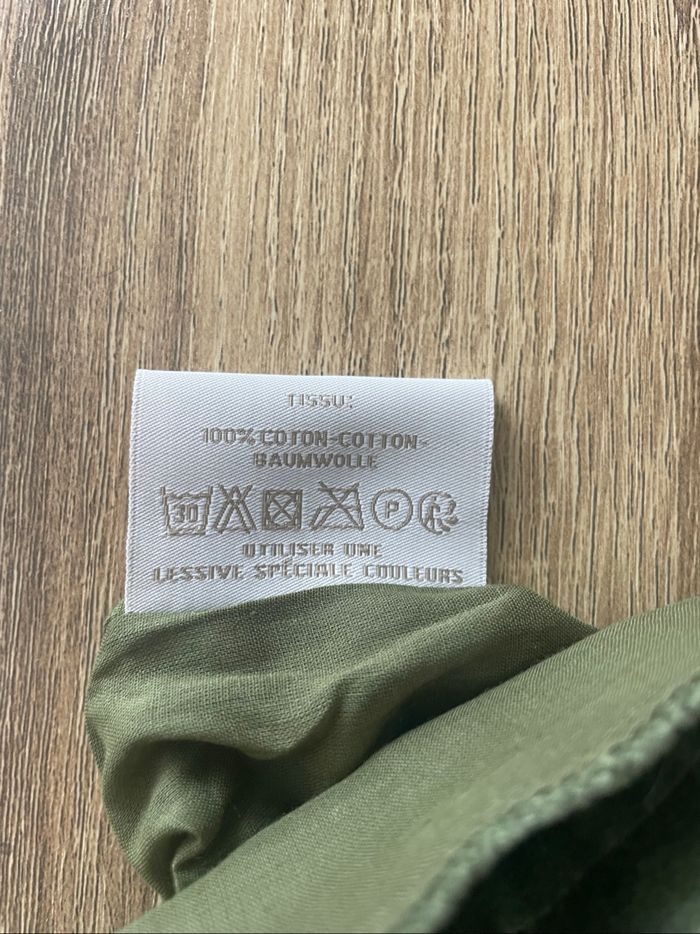 TISSU:
100% COTON-COTTON-
BAUMWOLLE
30 P
UTILISER UNE
LESSIVE SPÉCIALE COULEURS